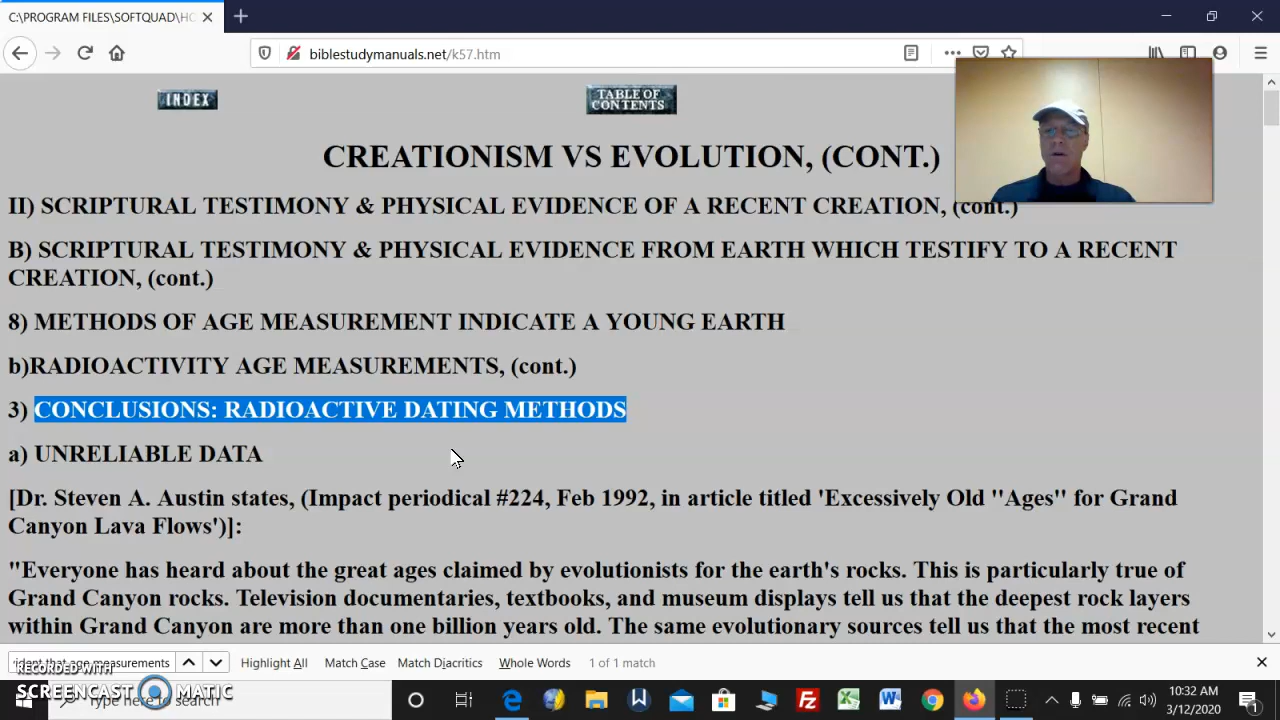 C:\PROGRAM FILES\SOFTQUAD\HO
biblestudymanuals.net/k57.htm
INDEX
TABLE OF
CONTENTS
CREATIONISM VS EVOLUTION, (CONT.)
II) SCRIPTURAL TESTIMONY & PHYSICAL EVIDENCE OF A RECENT CREATION, (cont.)
B) SCRIPTURAL TESTIMONY & PHYSICAL EVIDENCE FROM EARTH WHICH TESTIFY TO A RECENT
CREATION, (cont.)
8) METHODS OF AGE MEASUREMENT INDICATE A YOUNG EARTH
b)RADIOACTIVITY AGE MEASUREMENTS, (cont.)
3) CONCLUSIONS: RADIOACTIVE DATING METHODS
a) UNRELIABLE DATA
[Dr. Steven A. Austin states, (Impact periodical #224, Feb 1992, in article titled 'Excessively Old "Ages" for Grand
Canyon Lava Flows')]:
"Everyone has heard about the great ages claimed by evolutionists for the earth's rocks. This is particularly true of
Grand Canyon rocks. Television documentaries, textbooks, and museum displays tell us that the deepest rock layers
within Grand Canyon are more than one billion years old. The same evolutionary sources tell us that the most recent
ident that age measurements Highlight All Match Case Match Diacritics Whole Words 1 of 1 match
RECORDED WITH
SCREENCAST MATIC
Type here to search
10:32 AM
3/12/2020
1